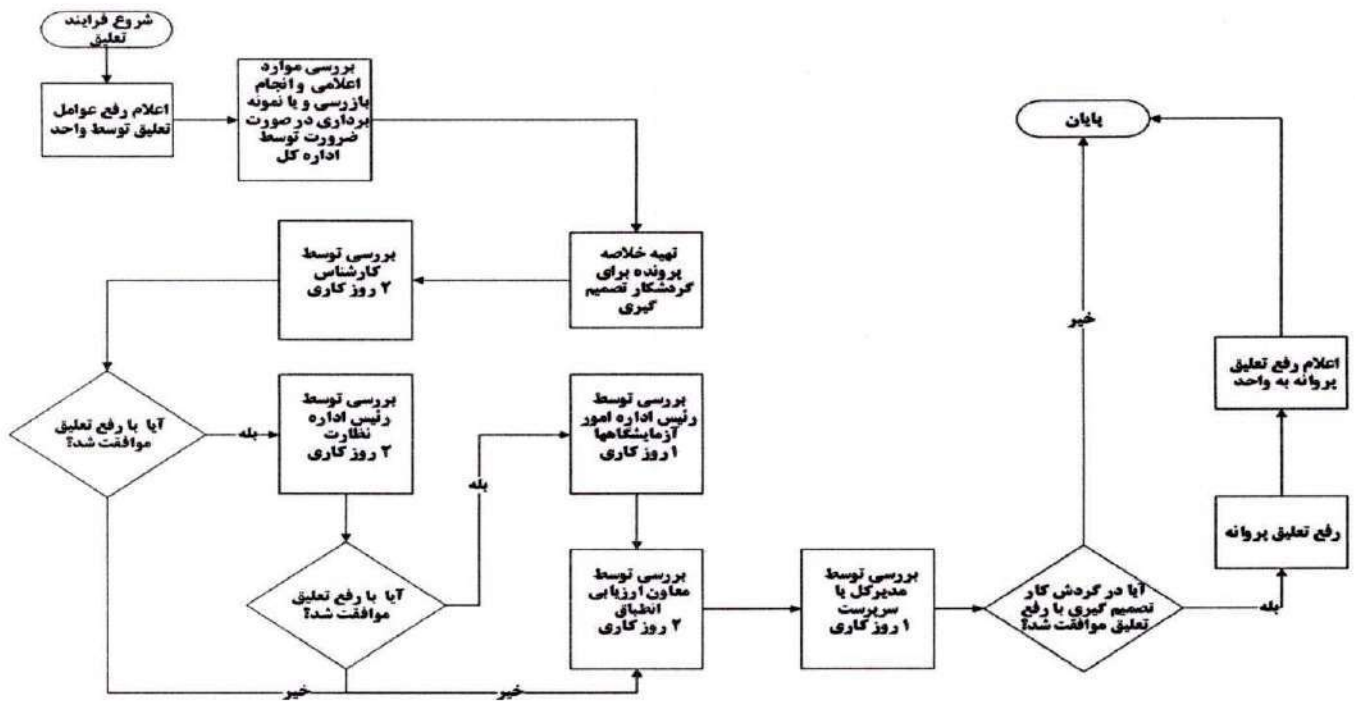 شروع فرایند
تعلیق
اعلام رفع عوامل
تعلیق توسط واحد
بررسی موارد
اعلامی و انجام
بازرسی و یا نمونه
برداری در صورت
ضرورت توسط
اداره کل
تهیه خلاصه
پرونده برای
گردشکار تصمیم
گیری
بررسی توسط
کارشناس
۲ روز کاری
آیا با رفع تعلیق
موافقت شد؟
بله
بررسی توسط
رئیس اداره
نظارت
۲ روز کاری
آیا با رفع تعلیق
موافقت شد؟
بله
بررسی توسط
رئیس اداره امور
آزمایشگاهها
۱ روز کاری
خیر
خیر
بررسی توسط
معاون ارزیابی
انطباق
۲ روز کاری
بررسی توسط
مدیرکل یا
سرپرست
۱ روز کاری
آیا در گردش کار
تصمیم گیری با رفع
تعلیق موافقت شد؟
بله
رفع تعلیق پروانه
اعلام رفع تعلیق
پروانه به واحد
خیر
پایان